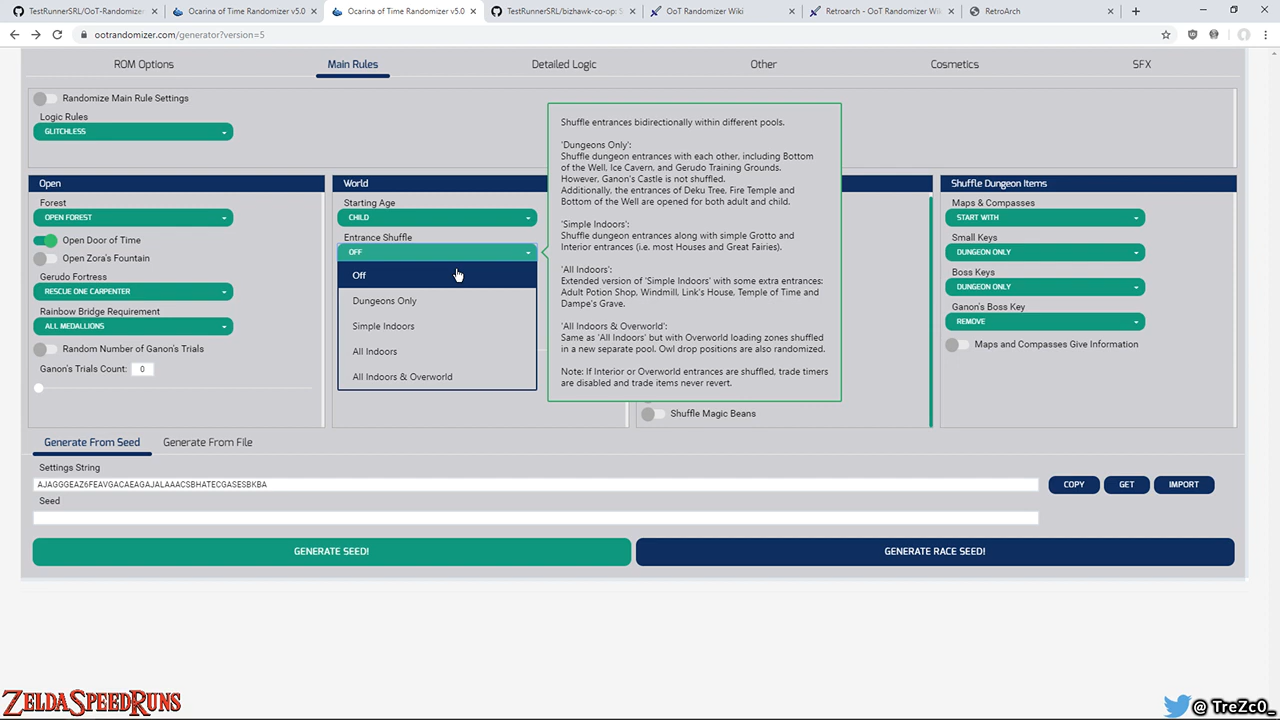 TestRunnerSRL/OoT-Randomizer
Ocarina of Time Randomizer v5.0
Ocarina of Time Randomizer v5.0
TestRunnerSRL/bizhawk-co-op: S
OoT Randomizer Wiki
Retroarch - OoT Randomizer Wiki
RetroArch
ootrandomizer.com/generator?version=5
ROM Options
Main Rules
Detailed Logic
Other
Cosmetics
SFX
Randomize Main Rule Settings
Logic Rules
GLITCHLESS
Open
Forest
OPEN FOREST
Open Door of Time
Open Zora's Fountain
Gerudo Fortress
RESCUE ONE CARPENTER
Rainbow Bridge Requirement
ALL MEDALLIONS
Random Number of Ganon's Trials
Ganon's Trials Count:
0
World
Starting Age
CHILD
Entrance Shuffle
OFF
Off
Dungeons Only
Simple Indoors
All Indoors
All Indoors & Overworld
Shuffle entrances bidirectionally within different pools.
'Dungeons Only':
Shuffle dungeon entrances with each other, including Bottom
of the Well, Ice Cavern, and Gerudo Training Grounds.
However, Ganon's Castle is not shuffled.
Additionally, the entrances of Deku Tree, Fire Temple and
Bottom of the Well are opened for both adult and child.
'Simple Indoors':
Shuffle dungeon entrances along with simple Grotto and
Interior entrances (i.e. most Houses and Great Fairies).
'All Indoors':
Extended version of 'Simple Indoors' with some extra entrances:
Adult Potion Shop, Windmill, Link's House, Temple of Time and
Dampe's Grave.
'All Indoors & Overworld':
Same as 'All Indoors' but with Overworld loading zones shuffled
in a new separate pool. Owl drop positions are also randomized.
Note: If Interior or Overworld entrances are shuffled, trade timers
are disabled and trade items never revert.
Shuffle Magic Beans
Shuffle Dungeon Items
Maps & Compasses
START WITH
Small Keys
DUNGEON ONLY
Boss Keys
DUNGEON ONLY
Ganon's Boss Key
REMOVE
Maps and Compasses Give Information
Generate From Seed
Generate From File
Settings String
AJAGGGEAZ6FEAVGACAEAGAJALAAACSBHATECGASESBKBA
COPY
GET
IMPORT
Seed
GENERATE SEED!
GENERATE RACE SEED!
ZELDASPEEDRUNS
@ TreZc0_